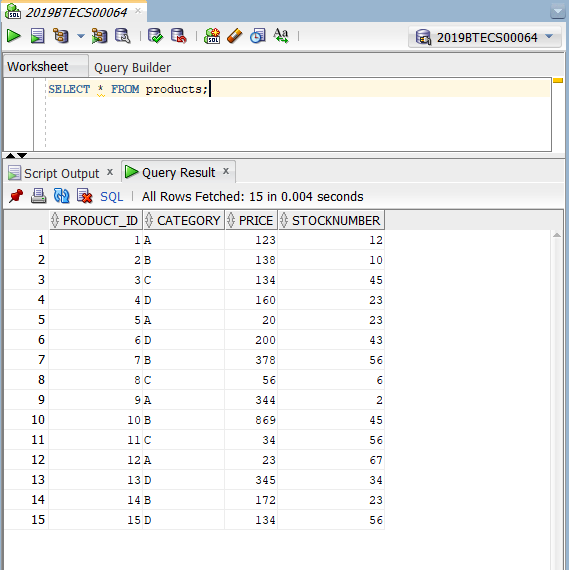 2019BTECS00064 ×
2019BTECS00064
Worksheet Query Builder
SELECT * FROM products;
Script Output × Query Result ×
SQL | All Rows Fetched: 15 in 0.004 seconds
PRODUCT_ID CATEGORY PRICE STOCKNUMBER
1 1 A 123 12
2 2 B 138 10
3 3 C 134 45
4 4 D 160 23
5 5 A 20 23
6 6 D 200 43
7 7 B 378 56
8 8 C 56 6
9 9 A 344 2
10 10 B 869 45
11 11 C 34 56
12 12 A 23 67
13 13 D 345 34
14 14 B 172 23
15 15 D 134 56